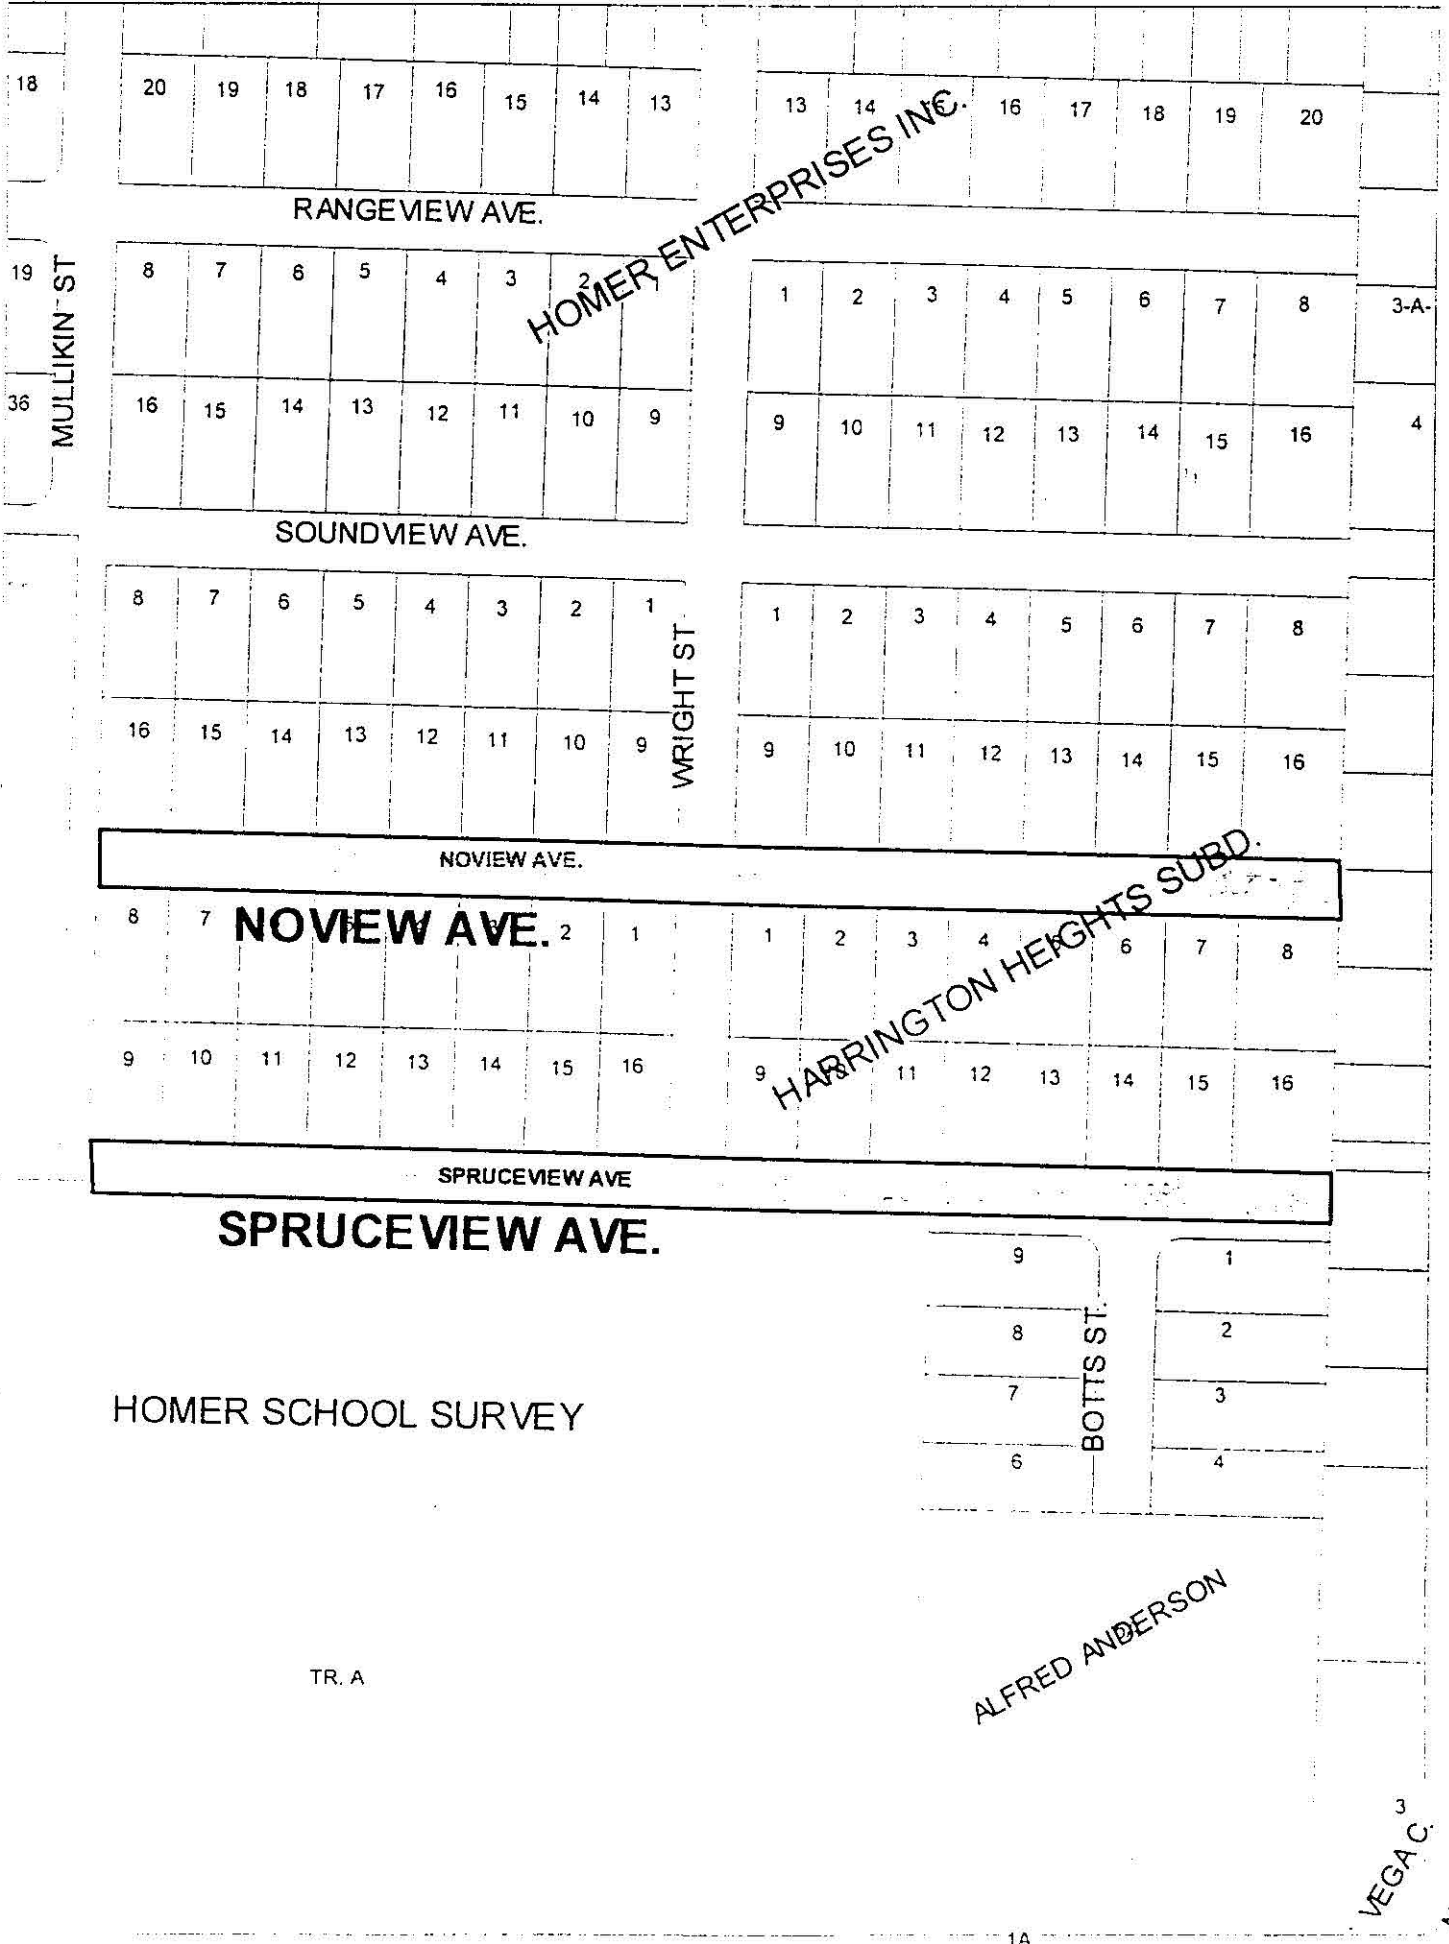 18
20 19 18 17 16 15 14 13
13 14 16 17 18 19 20
HOMER ENTERPRISES INC.
RANGEVIEW AVE.
MULLIKIN ST
19
8 7 6 5 4 3 2
1 2 3 4 5 6 7 8
3-A-
36
16 15 14 13 12 11 10 9
9 10 11 12 13 14 15 16
4
SOUNDVIEW AVE.
8 7 6 5 4 3 2 1
1 2 3 4 5 6 7 8
WRIGHT ST
16 15 14 13 12 11 10 9
9 10 11 12 13 14 15 16
NOVIEW AVE.
HARRINGTON HEIGHTS SUBD.
NOVIEW AVE.
8 7 2 1
1 2 3 4 6 7 8
9 10 11 12 13 14 15 16
9 11 12 13 14 15 16
SPRUCEVIEW AVE
SPRUCEVIEW AVE.
9 1
8 2
BOTTS ST.
7 3
6 4
HOMER SCHOOL SURVEY
ALFRED ANDERSON
TR. A
3
VEGA C.
1A